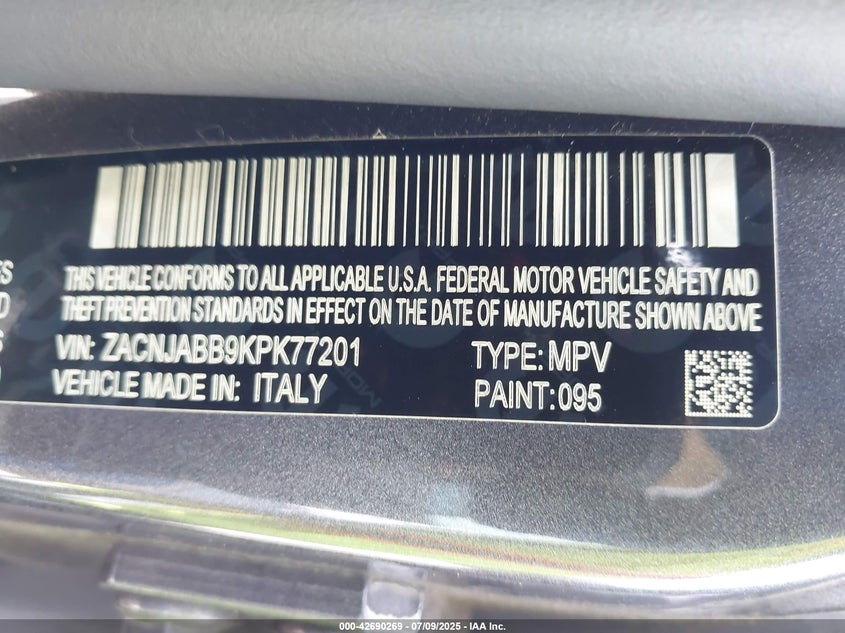 THIS VEHICLE CONFORMS TO ALL APPLICABLE U.S.A. FEDERAL MOTOR VEHICLE SAFETY AND
THEFT PREVENTION STANDARDS IN EFFECT ON THE DATE OF MANUFACTURE SHOWN ABOVE
VIN: ZACNJABB9KPK77201 TYPE: MPV
VEHICLE MADE IN: ITALY PAINT: 095
000-42690269 - 07/09/2025 - IAA Inc.